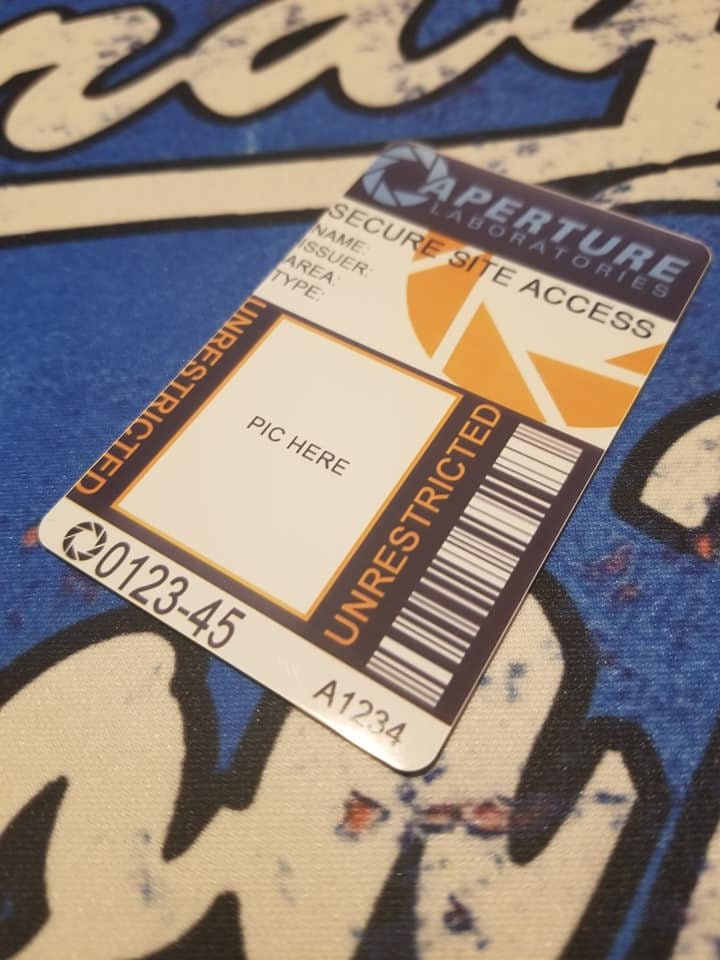 APERTURE
LABORATORIES
SECURE SITE ACCESS
NAME:
ISSUER:
AREA:
TYPE:
UNRESTRICTED
PIC HERE
UNRESTRICTED
0123-45
A1234